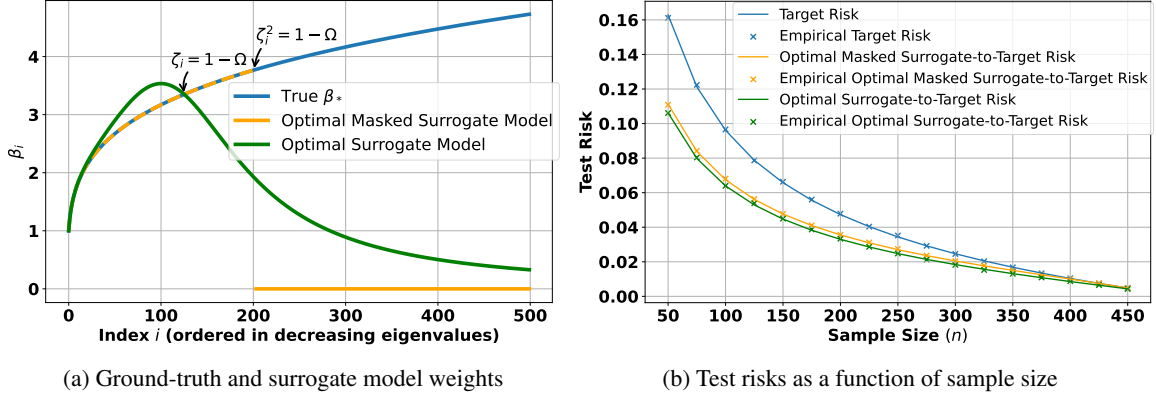 4
3
2
1
0
β_i
ζ_i = 1 − Ω
ζ_i^2 = 1 − Ω
True β_*
Optimal Masked Surrogate Model
Optimal Surrogate Model
0 100 200 300 400 500
Index i (ordered in decreasing eigenvalues)
(a) Ground-truth and surrogate model weights
0.16
0.14
0.12
0.10
0.08
0.06
0.04
0.02
0.00
Test Risk
Target Risk
Empirical Target Risk
Optimal Masked Surrogate-to-Target Risk
Empirical Optimal Masked Surrogate-to-Target Risk
Optimal Surrogate-to-Target Risk
Empirical Optimal Surrogate-to-Target Risk
50 100 150 200 250 300 350 400 450
Sample Size (n)
(b) Test risks as a function of sample size